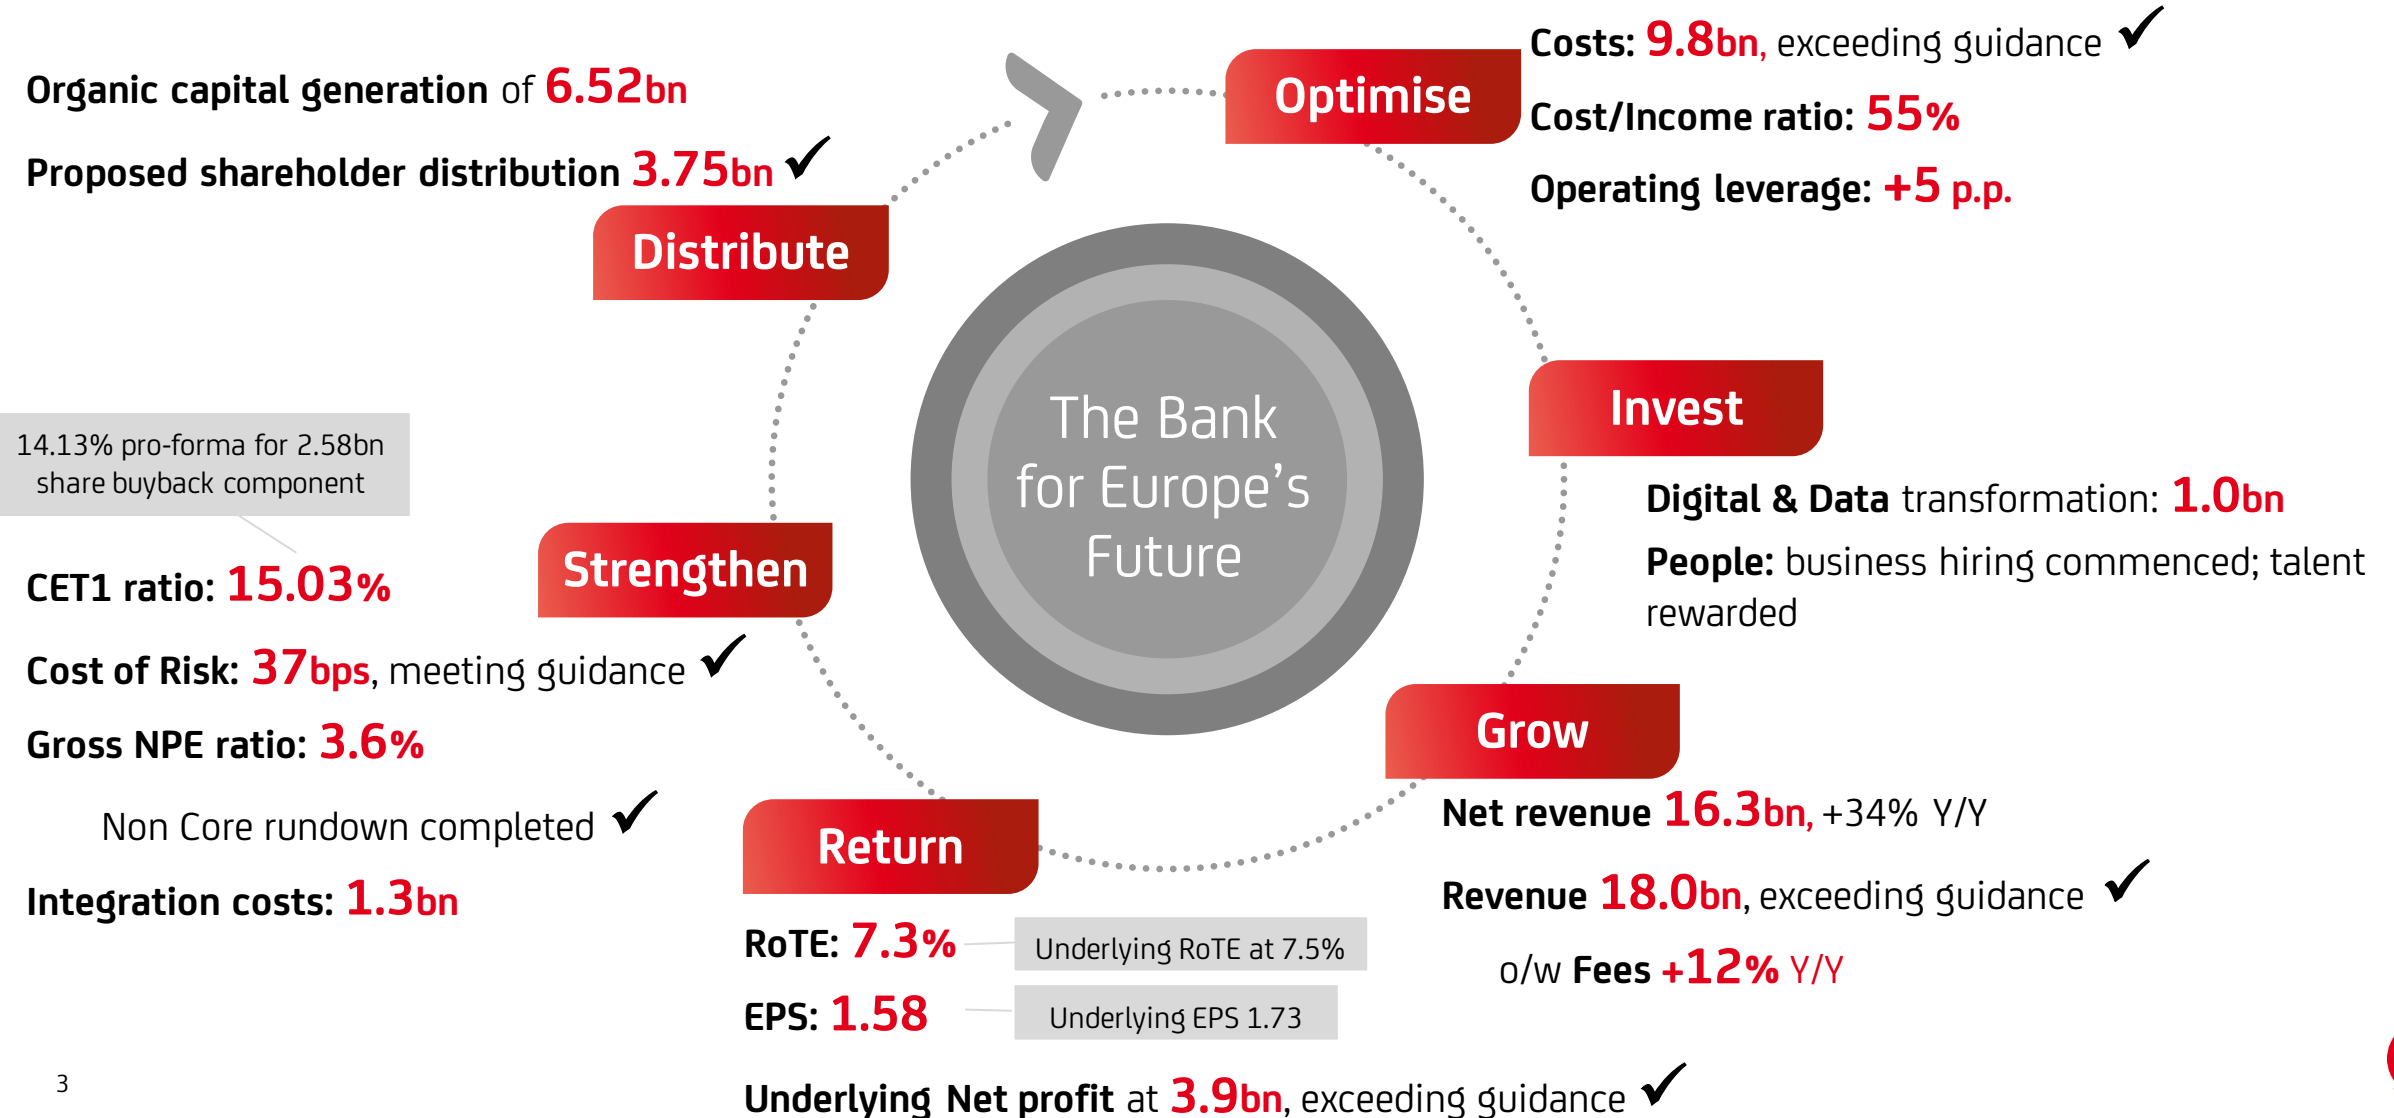 Organic capital generation of 6.52bn
Proposed shareholder distribution 3.75bn ✓
Distribute
Optimise
Costs: 9.8bn, exceeding guidance ✓
Cost/Income ratio: 55%
Operating leverage: +5 p.p.
The Bank
for Europe's
Future
Invest
Digital & Data transformation: 1.0bn
People: business hiring commenced; talent
rewarded
14.13% pro-forma for 2.58bn
share buyback component
Strengthen
CET1 ratio: 15.03%
Cost of Risk: 37bps, meeting guidance ✓
Gross NPE ratio: 3.6%
Non Core rundown completed ✓
Integration costs: 1.3bn
Grow
Net revenue 16.3bn, +34% Y/Y
Revenue 18.0bn, exceeding guidance ✓
o/w Fees +12% Y/Y
Return
RoTE: 7.3%
Underlying RoTE at 7.5%
EPS: 1.58
Underlying EPS 1.73
Underlying Net profit at 3.9bn, exceeding guidance ✓
3